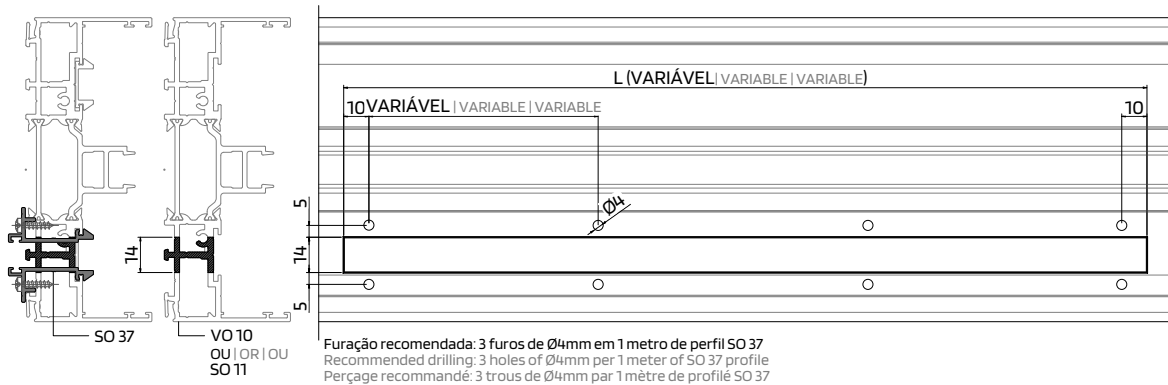 L (VARIÁVEL | VARIABLE | VARIABLE)
10 VARIÁVEL | VARIABLE | VARIABLE 10
Ø4
5
14
5
14
SO 37
VO 10
OU | OR | OU
SO 11
Furação recomendada: 3 furos de Ø4mm em 1 metro de perfil SO 37
Recommended drilling: 3 holes of Ø4mm per 1 meter of SO 37 profile
Perçage recommandé: 3 trous de Ø4mm par 1 mètre de profilé SO 37